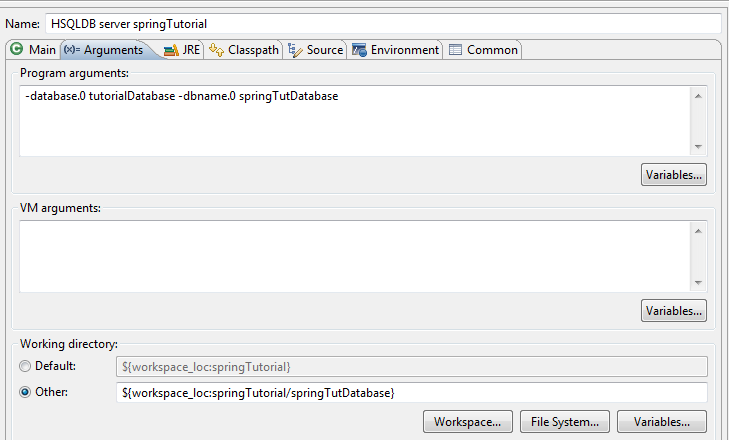 Name: HSQLDB server springTutorial
Main (x)= Arguments JRE Classpath Source Environment Common
Program arguments:
-database.0 tutorialDatabase -dbname.0 springTutDatabase
Variables...
VM arguments:
Variables...
Working directory:
Default: ${workspace_loc:springTutorial}
Other: ${workspace_loc:springTutorial/springTutDatabase}
Workspace... File System... Variables...